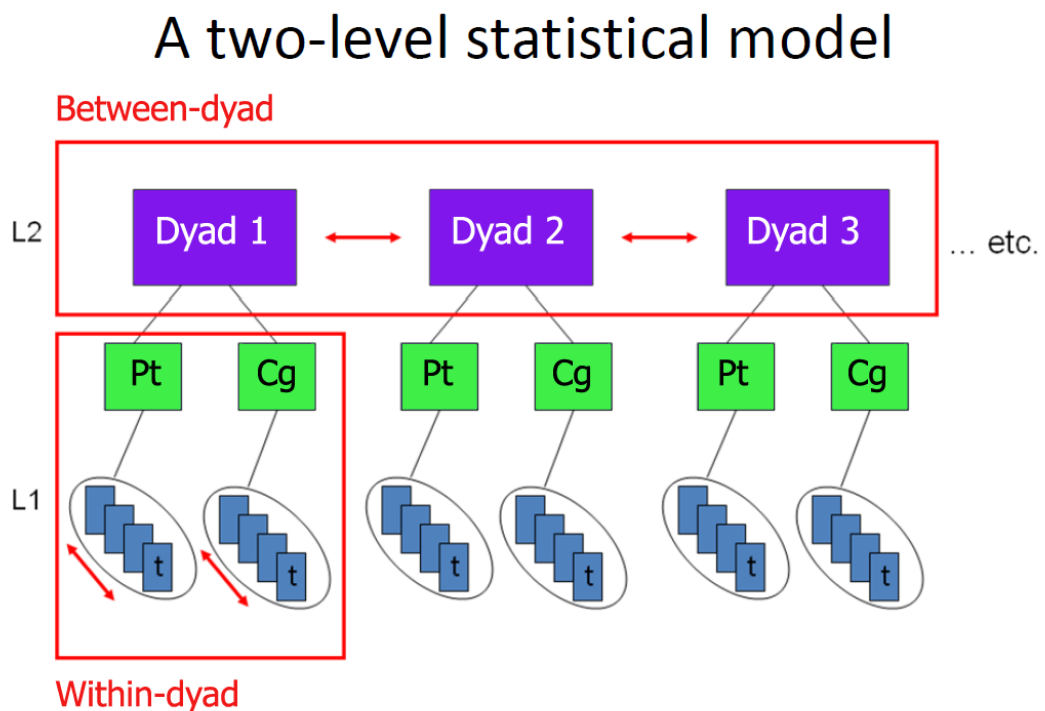 A two-level statistical model
Between-dyad
L2
Dyad 1
Dyad 2
Dyad 3
... etc.
Pt
Cg
Pt
Cg
Pt
Cg
L1
t
t
t
t
t
t
Within-dyad